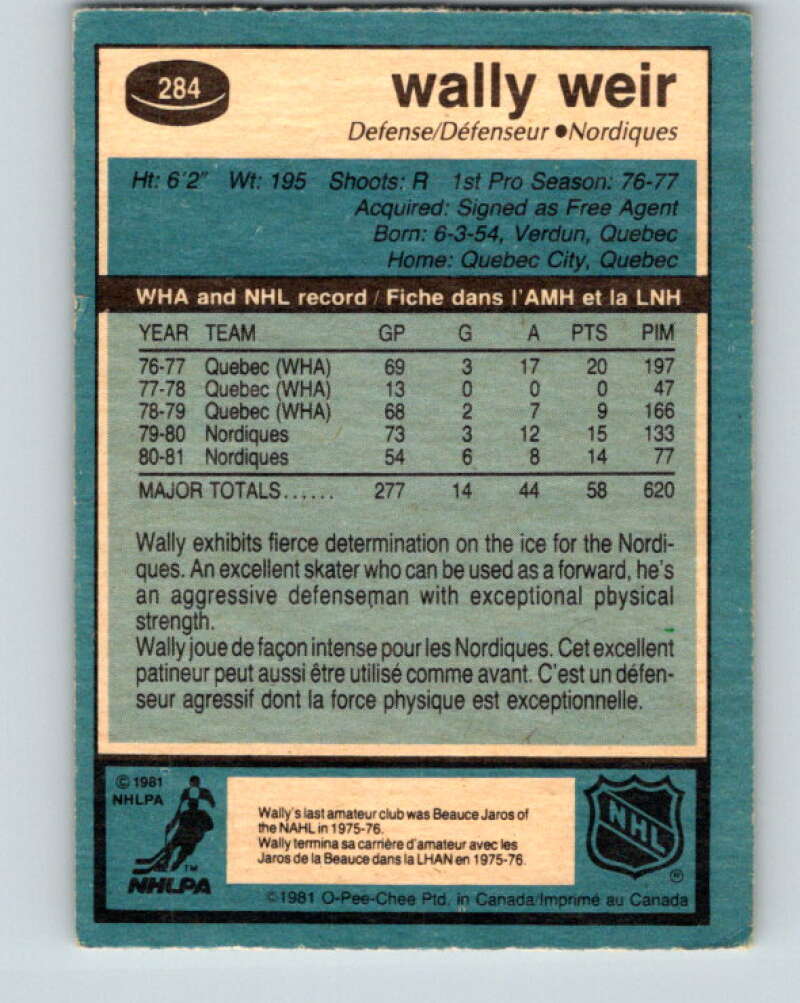 284
wally weir
Defense/Défenseur ●Nordiques
Ht: 6'2" Wt: 195 Shoots: R 1st Pro Season: 76-77
Acquired: Signed as Free Agent
Born: 6-3-54, Verdun, Quebec
Home: Quebec City, Quebec
WHA and NHL record / Fiche dans l'AMH et la LNH
YEAR TEAM GP G A PTS PIM
76-77 Quebec (WHA) 69 3 17 20 197
77-78 Quebec (WHA) 13 0 0 0 47
78-79 Quebec (WHA) 68 2 7 9 166
79-80 Nordiques 73 3 12 15 133
80-81 Nordiques 54 6 8 14 77
MAJOR TOTALS...... 277 14 44 58 620
Wally exhibits fierce determination on the ice for the Nordi-
ques. An excellent skater who can be used as a forward, he's
an aggressive defenseman with exceptional physical
strength.
Wally joue de façon intense pour les Nordiques. Cet excellent
patineur peut aussi être utilisé comme avant. C'est un défen-
seur agressif dont la force physique est exceptionnelle.
© 1981
NHLPA
TM
NHLPA
Wally's last amateur club was Beauce Jaros of
the NAHL in 1975-76.
Wally termina sa carrière d'amateur avec les
Jaros de la Beauce dans la LHAN en 1975-76.
NHL
®
©1981 O-Pee-Chee Ptd. in Canada/Imprimé au Canada